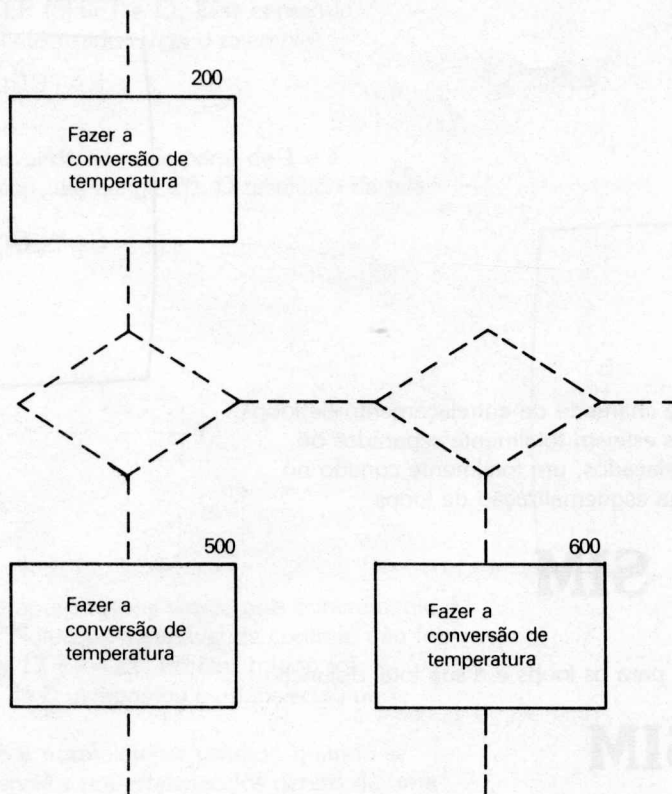 200
Fazer a
conversão de
temperatura
500
Fazer a
conversão de
temperatura
600
Fazer a
conversão de
temperatura